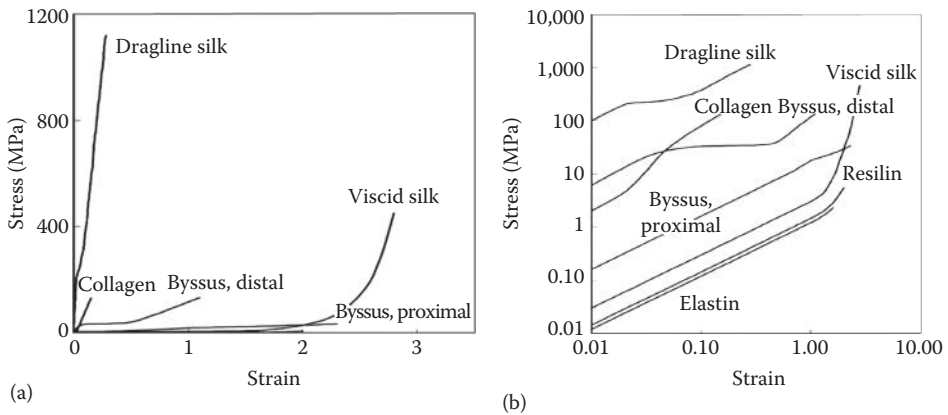 1200
Dragline silk
800
Stress (MPa)
Viscid silk
400
Collagen
Byssus, distal
Byssus, proximal
0
0
1
2
3
Strain
(a)
10,000
Dragline silk
1,000
Viscid silk
Collagen Byssus, distal
100
Stress (MPa)
10
Resilin
Byssus,
proximal
1
0.10
Elastin
0.01
0.01
0.10
1.00
10.00
Strain
(b)